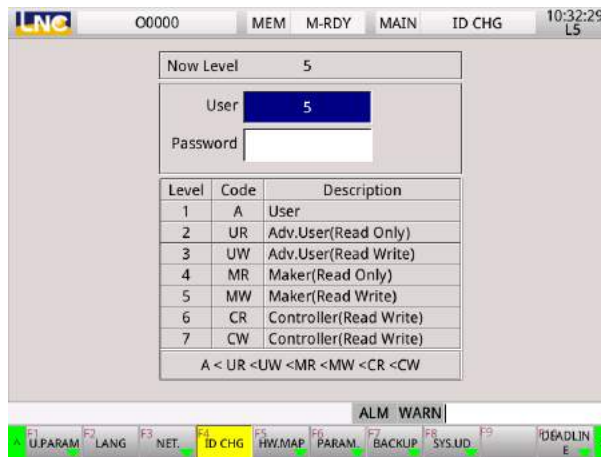 LNC O0000 MEM M-RDY MAIN ID CHG 10:32:29
L5
Now Level 5
User 5
Password
Level Code Description
1 A User
2 UR Adv.User(Read Only)
3 UW Adv.User(Read Write)
4 MR Maker(Read Only)
5 MW Maker(Read Write)
6 CR Controller(Read Write)
7 CW Controller(Read Write)
A < UR <UW <MR <MW <CR <CW
ALM WARN
F1 F2 F3 F4 F5 F6 F7 F8 F9
^ U.PARAM LANG NET. ID CHG HW.MAP PARAM. BACKUP SYS.UD DEADLIN
E